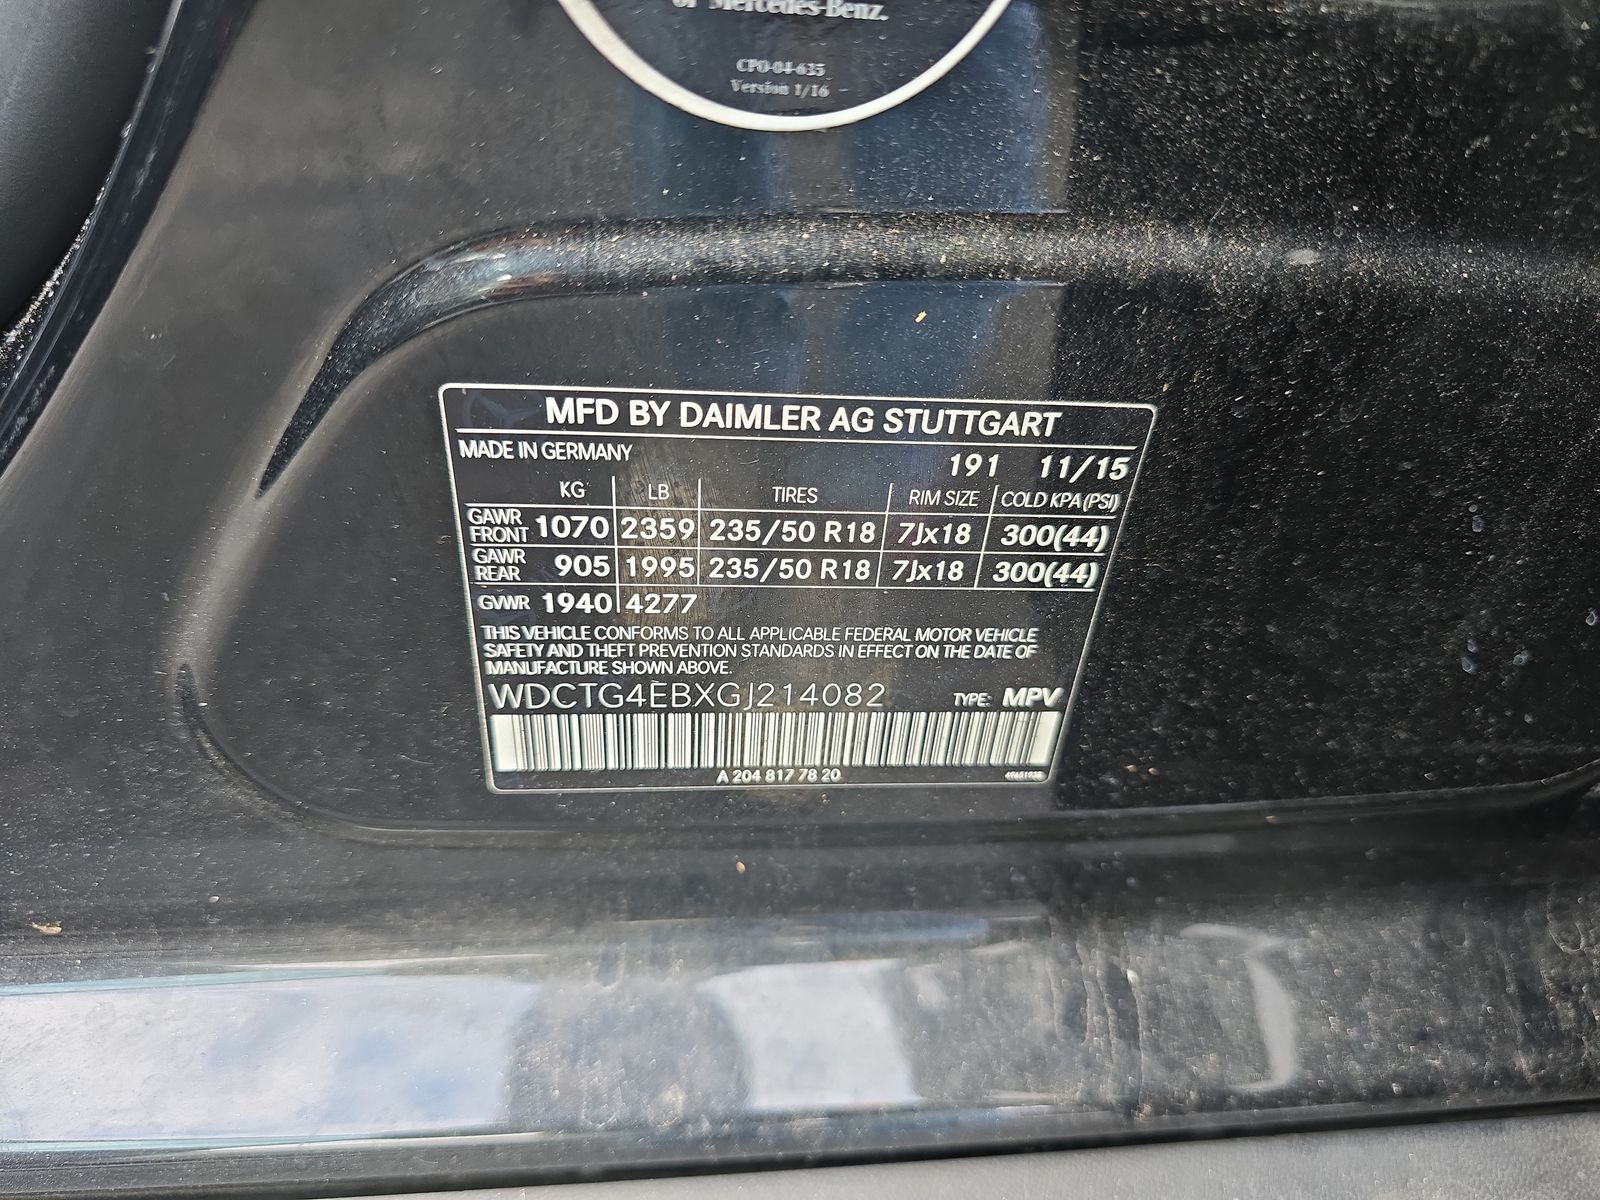 of Mercedes-Benz.
CPO-04-635
Version 1/16
MFD BY DAIMLER AG STUTTGART
MADE IN GERMANY
191 11/15
KG LB TIRES RIM SIZE COLD KPA (PSI)
GAWR FRONT 1070 2359 235/50 R18 7Jx18 300(44)
GAWR REAR 905 1995 235/50 R18 7Jx18 300(44)
GVWR 1940 4277
THIS VEHICLE CONFORMS TO ALL APPLICABLE FEDERAL MOTOR VEHICLE
SAFETY AND THEFT PREVENTION STANDARDS IN EFFECT ON THE DATE OF
MANUFACTURE SHOWN ABOVE.
WDCTG4EBXGJ214082 TYPE: MPV
A 204 817 78 20